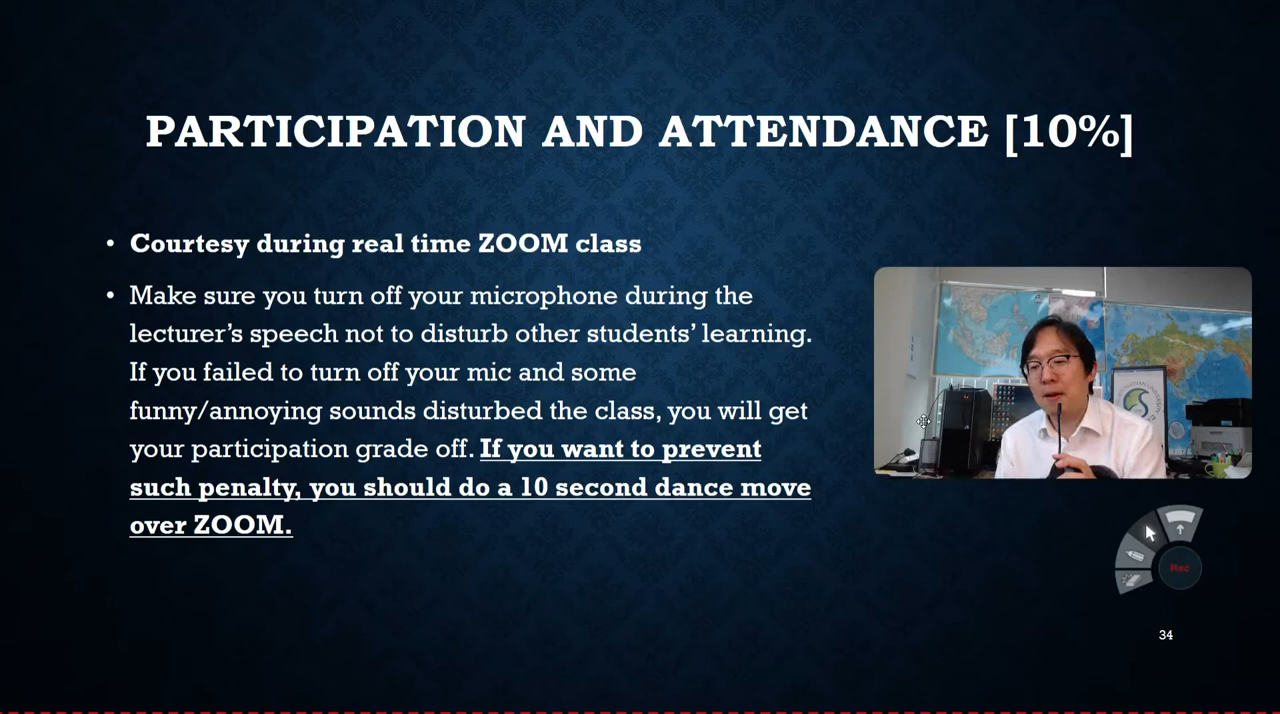 PARTICIPATION AND ATTENDANCE [10%]
• Courtesy during real time ZOOM class
• Make sure you turn off your microphone during the
lecturer’s speech not to disturb other students’ learning.
If you failed to turn off your mic and some
funny/annoying sounds disturbed the class, you will get
your participation grade off. If you want to prevent
such penalty, you should do a 10 second dance move
over ZOOM.
Rec
34